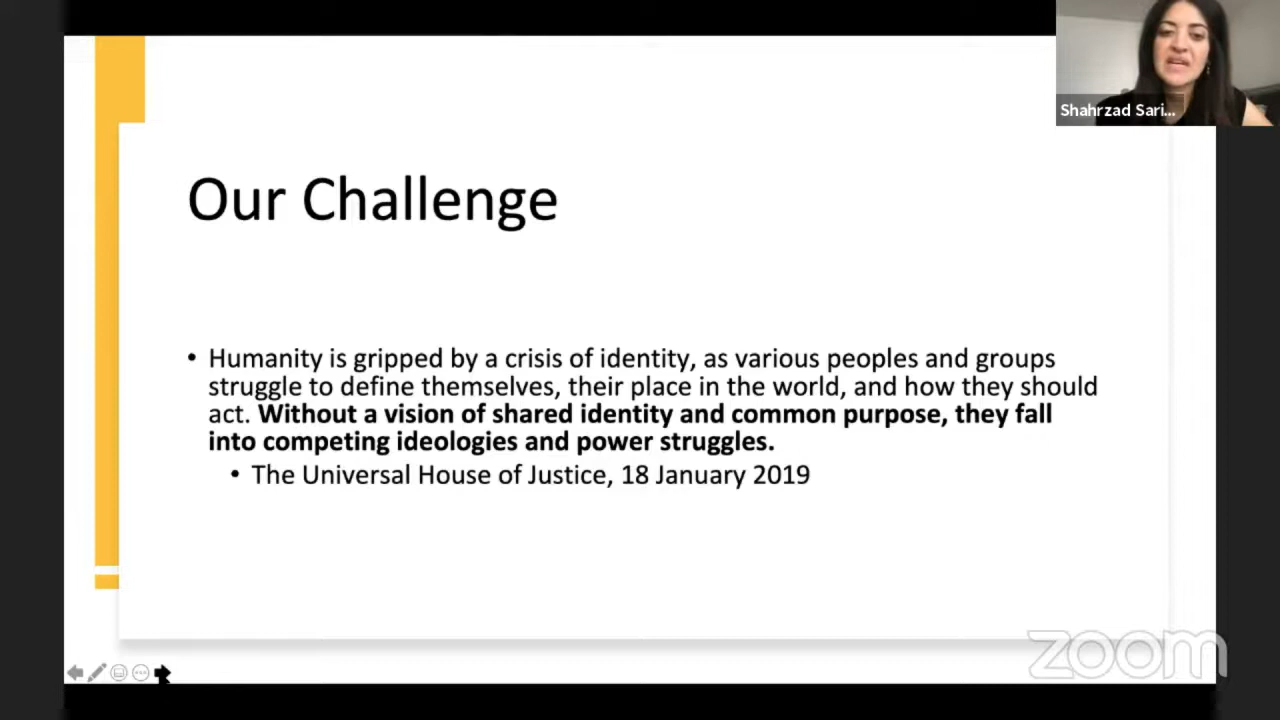 Shahrzad Sari...
Our Challenge
• Humanity is gripped by a crisis of identity, as various peoples and groups
struggle to define themselves, their place in the world, and how they should
act. Without a vision of shared identity and common purpose, they fall
into competing ideologies and power struggles.
• The Universal House of Justice, 18 January 2019
zoom